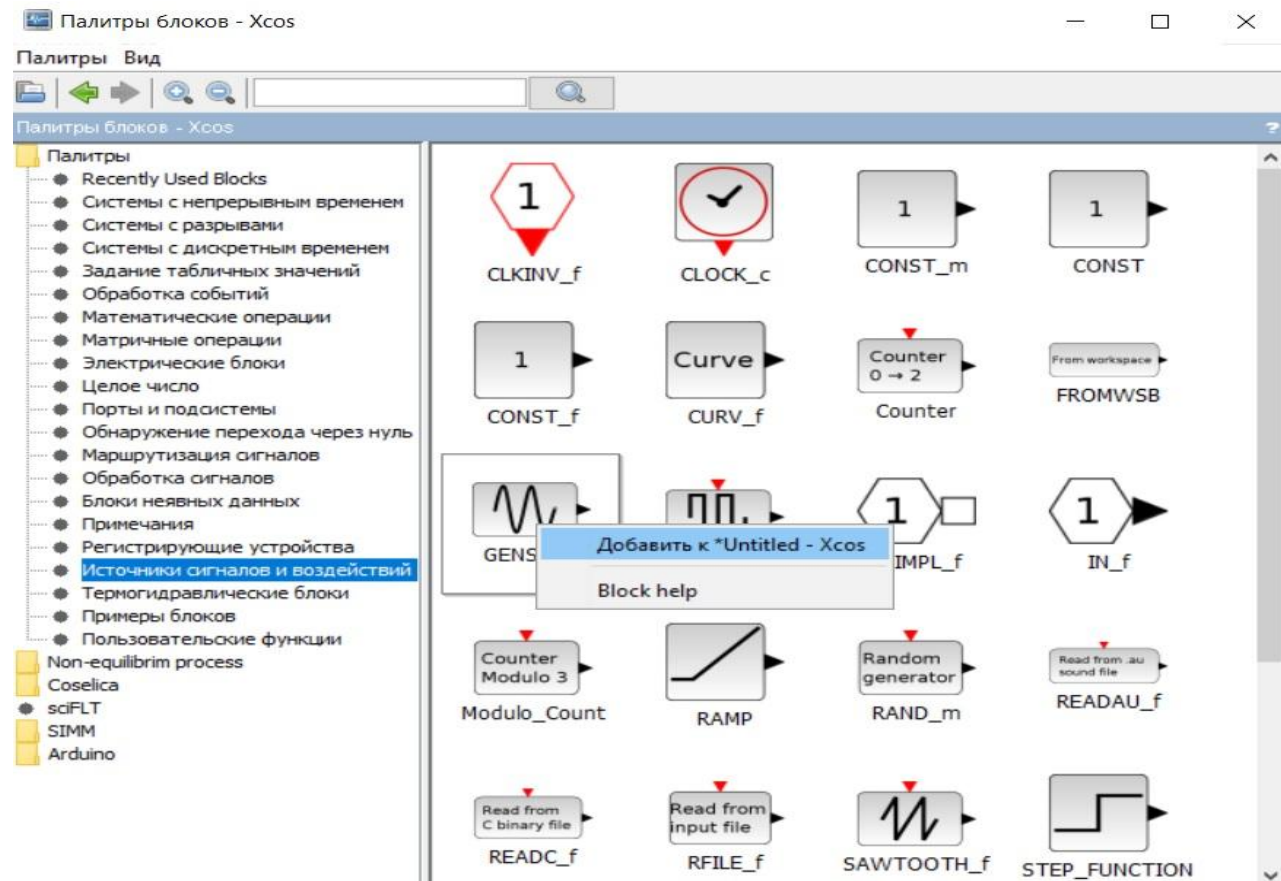 Палитры блоков - Xcos
Палитры Вид
Палитры блоков - Xcos
?
Палитры
Recently Used Blocks
Системы с непрерывным временем
Системы с разрывами
Системы с дискретным временем
Задание табличных значений
Обработка событий
Математические операции
Матричные операции
Электрические блоки
Целое число
Порты и подсистемы
Обнаружение перехода через нуль
Маршрутизация сигналов
Обработка сигналов
Блоки неявных данных
Примечания
Регистрирующие устройства
Источники сигналов и воздействий
Термогидравлические блоки
Примеры блоков
Пользовательские функции
Non-equilibrim process
Coselica
sciFLT
SIMM
Arduino
1
CLKINV_f
CLOCK_c
1
CONST_m
1
CONST
1
CONST_f
Curve
CURV_f
Counter
0 → 2
Counter
From workspace
FROMWSB
GENS
1
IMPL_f
1
IN_f
Добавить к *Untitled - Xcos
Block help
Counter
Modulo 3
Modulo_Count
RAMP
Random
generator
RAND_m
Read from .au
sound file
READAU_f
Read from
C binary file
READC_f
Read from
input file
RFILE_f
SAWTOOTH_f
STEP_FUNCTION